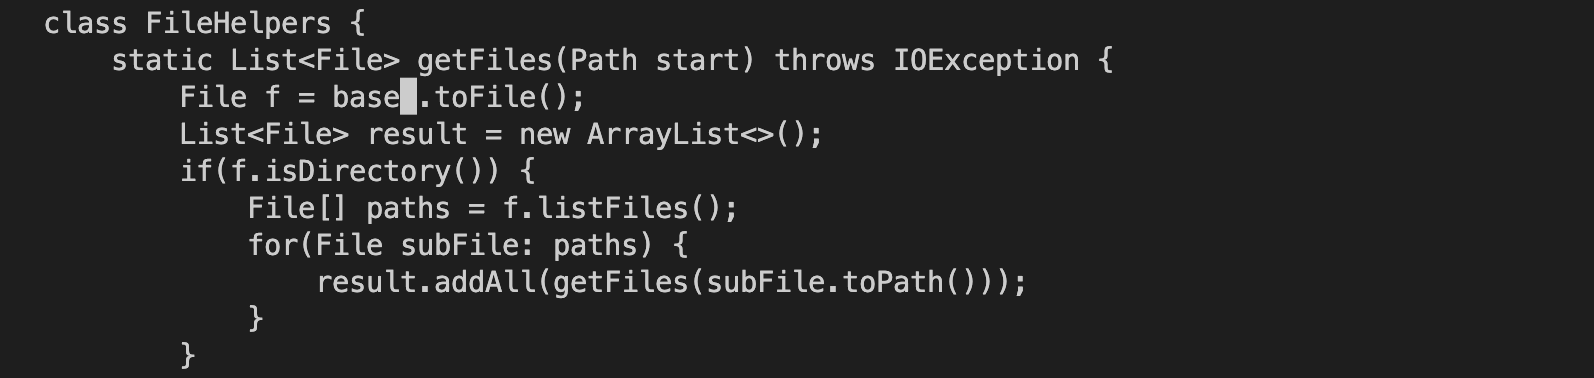 class FileHelpers {
    static List<File> getFiles(Path start) throws IOException {
        File f = base .toFile();
        List<File> result = new ArrayList<>();
        if(f.isDirectory()) {
            File[] paths = f.listFiles();
            for(File subFile: paths) {
                result.addAll(getFiles(subFile.toPath()));
            }
        }